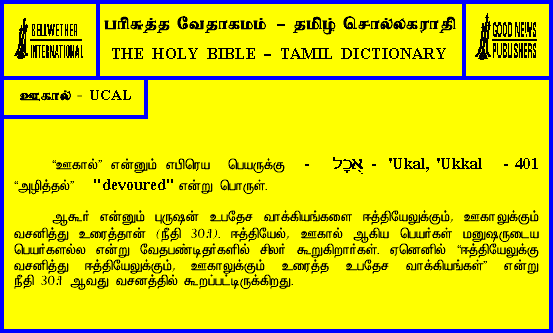 BELLWETHER
INTERNATIONAL
பரிசுத்த வேதாகமம் – தமிழ் சொல்லகராதி
THE HOLY BIBLE – TAMIL DICTIONARY
GOOD NEWS
PUBLISHERS
ஊகால் - UCAL
“ஊகால்” என்னும் எபிரெய பெயருக்கு - אֻכָל - 'Ukal, 'Ukkal - 401
“அழித்தல்” "devoured" என்று பொருள்.
ஆகூர் என்னும் புருஷன் உபதேச வாக்கியங்களை ஈத்தியேலுக்கும், ஊகாலுக்கும்
வசனித்து உரைத்தான் (நீதி 30:1). ஈத்தியேல், ஊகால் ஆகிய பெயர்கள் மனுஷருடைய
பெயர்களல்ல என்று வேதபண்டிதர்களில் சிலர் கூறுகிறார்கள். ஏனெனில் “ஈத்தியேலுக்கு
வசனித்து ஈத்தியேலுக்கும், ஊகாலுக்கும் உரைத்த உபதேச வாக்கியங்கள்” என்று
நீதி 30:1 ஆவது வசனத்தில் கூறப்பட்டிருக்கிறது.